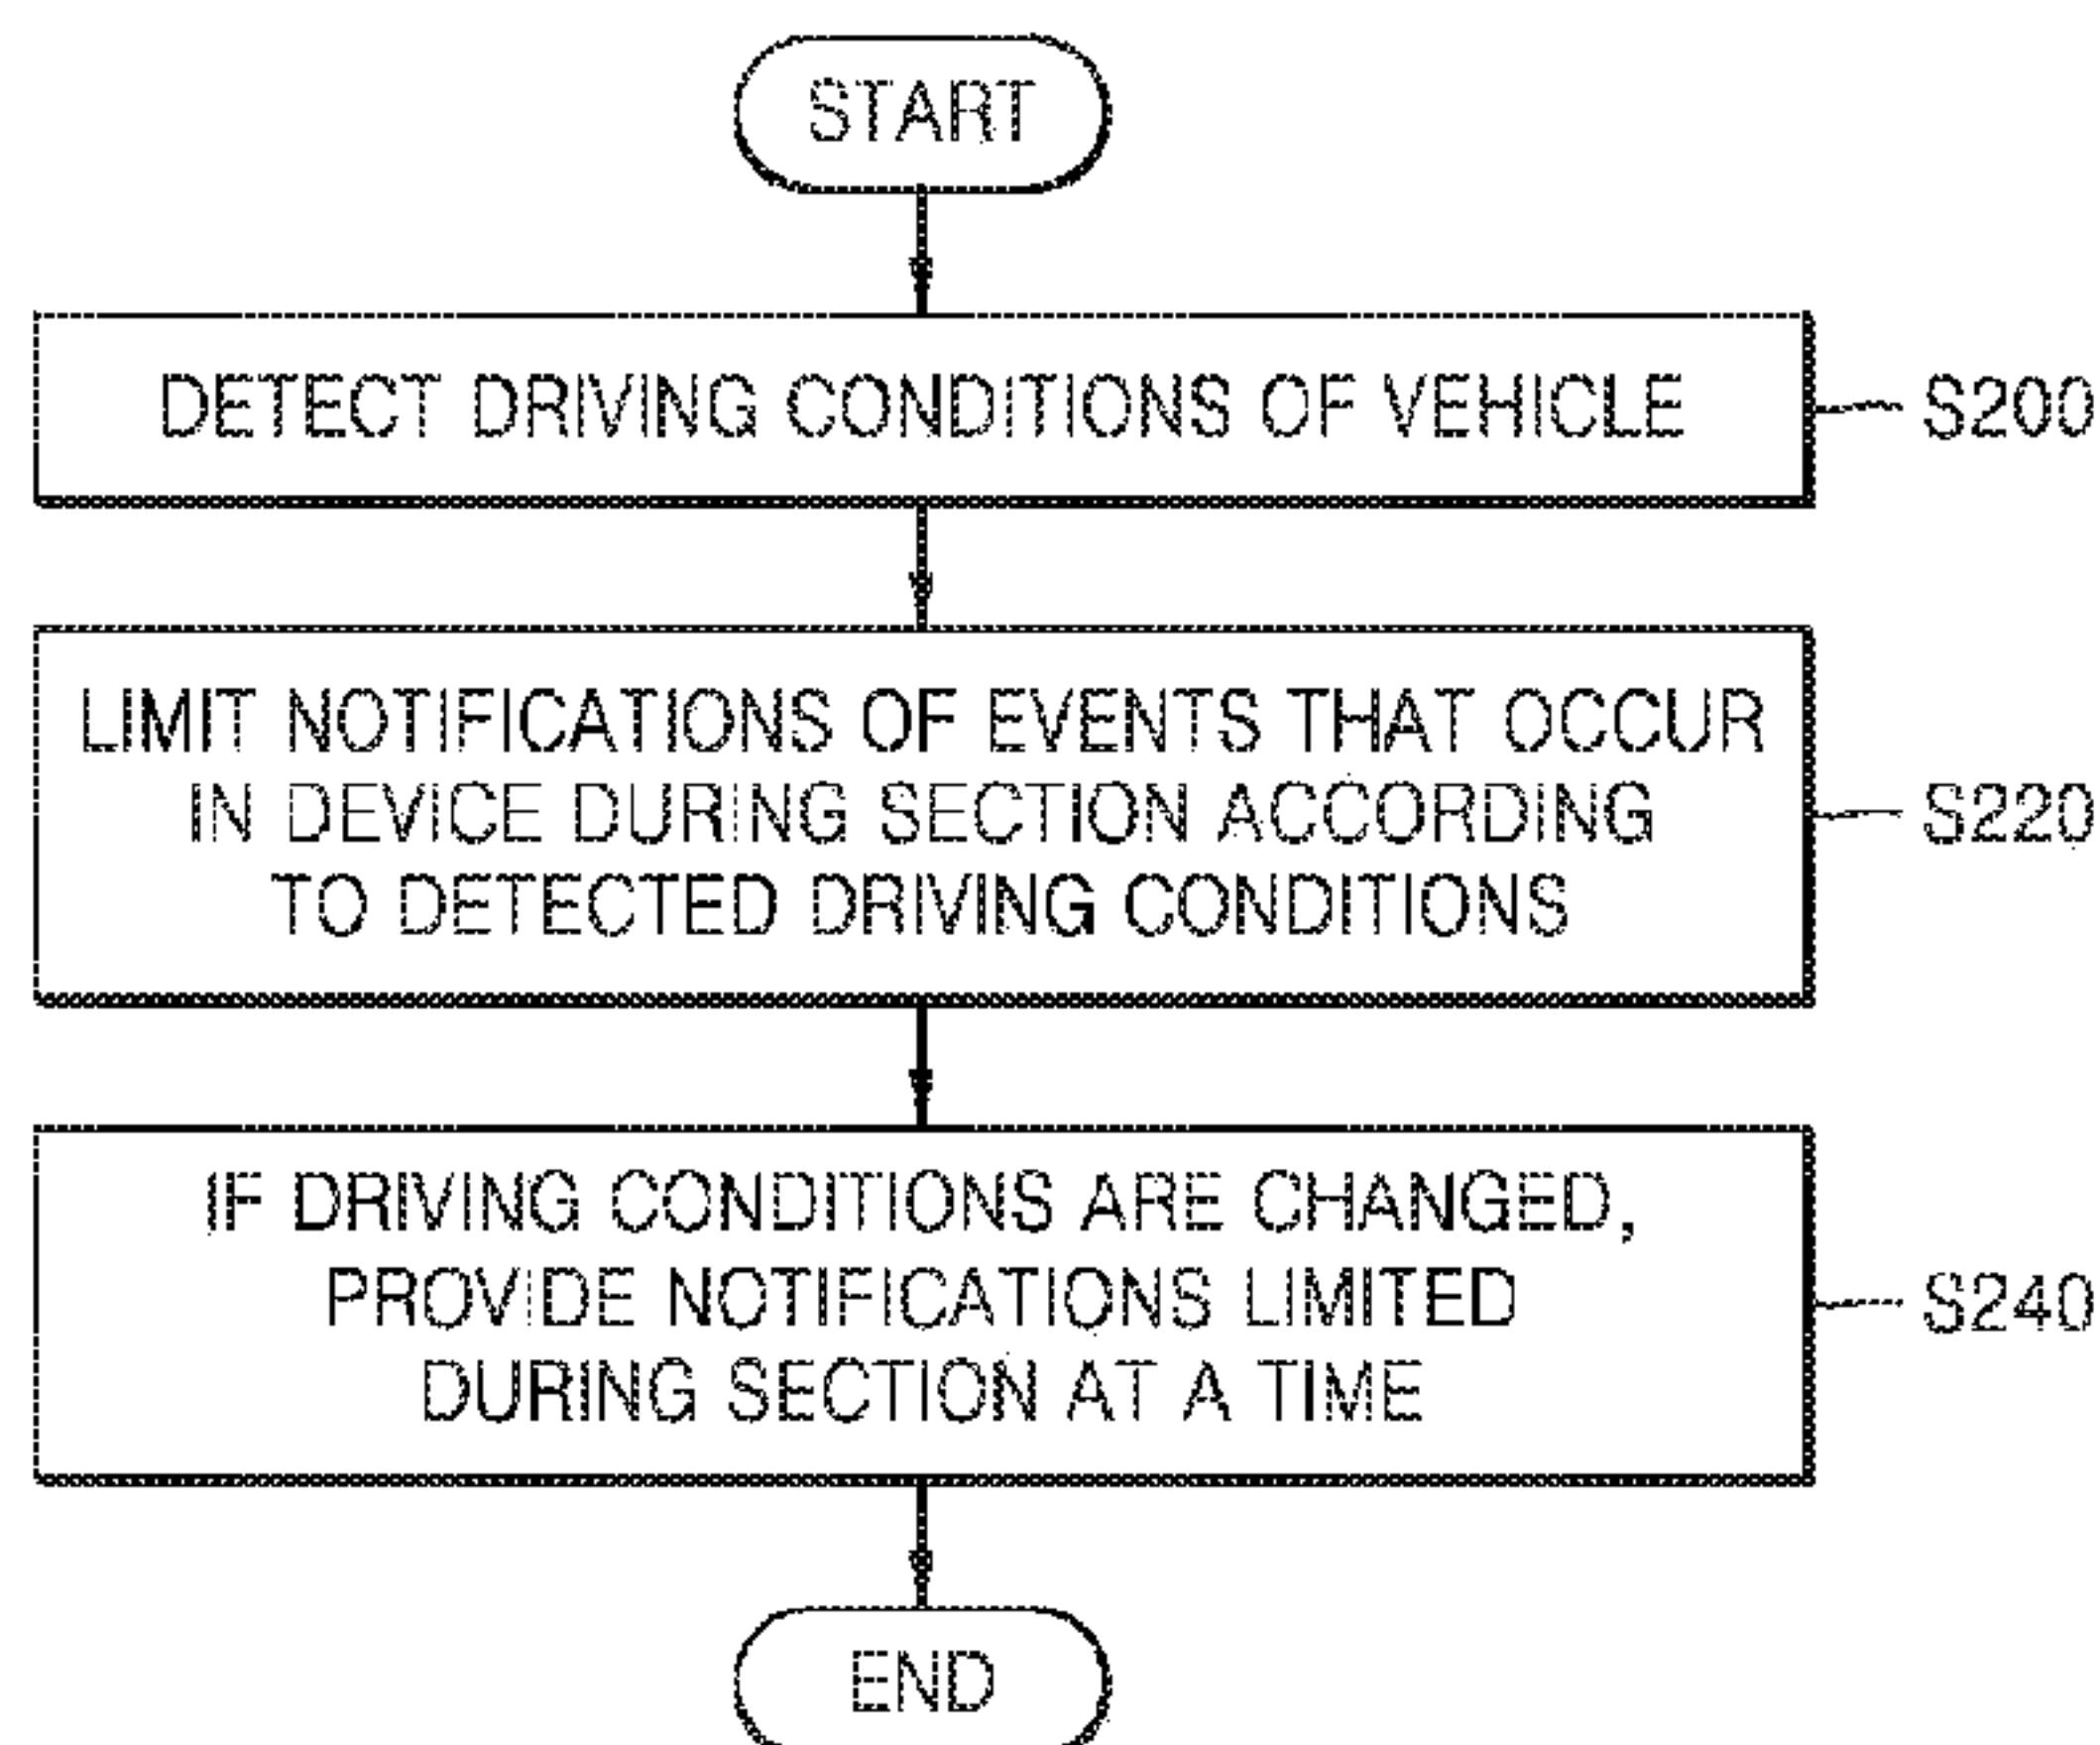 START
DETECT DRIVING CONDITIONS OF VEHICLE
S200
LIMIT NOTIFICATIONS OF EVENTS THAT OCCUR
IN DEVICE DURING SECTION ACCORDING
TO DETECTED DRIVING CONDITIONS
S220
IF DRIVING CONDITIONS ARE CHANGED,
PROVIDE NOTIFICATIONS LIMITED
DURING SECTION AT A TIME
S240
END